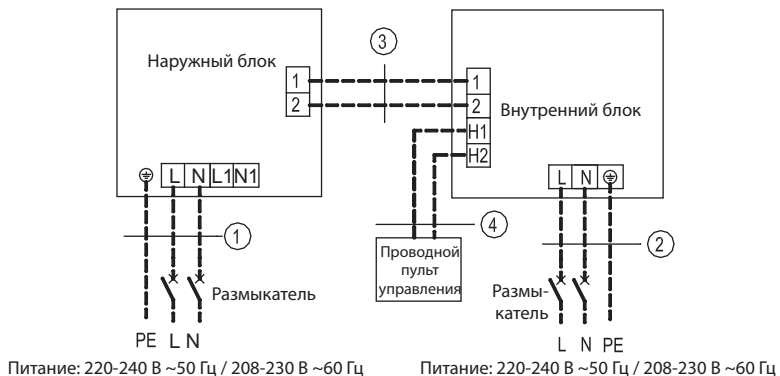 3
Наружный блок
1
2
1
2
H1
H2
Внутренний блок
L N L1 N1
L N
1
4
2
Проводной
пульт
управления
Размыкатель
Размы-
катель
PE L N
L N PE
Питание: 220-240 В ~50 Гц / 208-230 В ~60 Гц
Питание: 220-240 В ~50 Гц / 208-230 В ~60 Гц